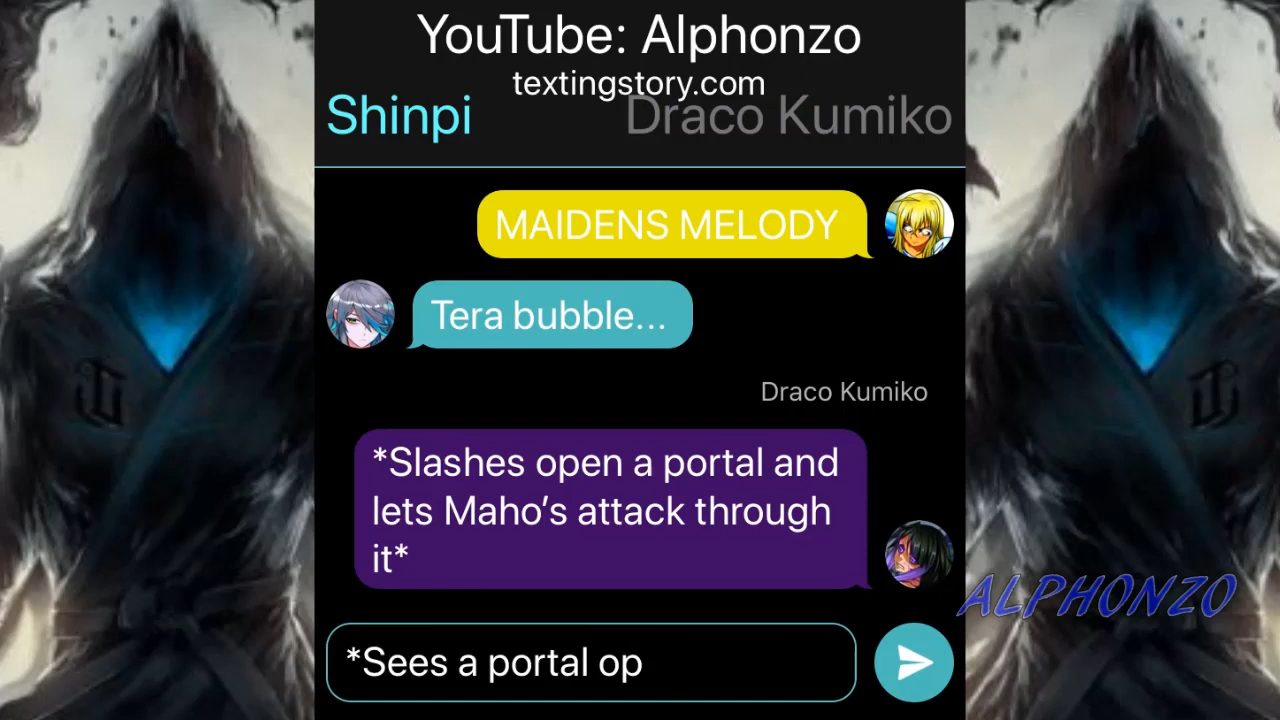 YouTube: Alphonzo
textingstory.com
Shinpi
Draco Kumiko
MAIDENS MELODY
Tera bubble...
Draco Kumiko
*Slashes open a portal and
lets Maho’s attack through
it*
ALPHONZO
*Sees a portal op